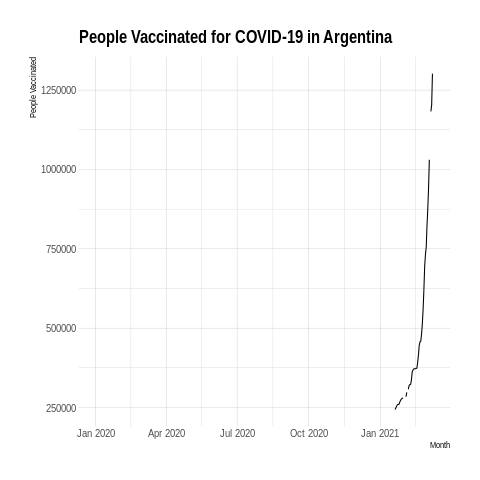 People Vaccinated for COVID-19 in Argentina
People Vaccinated
1250000
1000000
750000
500000
250000
Jan 2020 Apr 2020 Jul 2020 Oct 2020 Jan 2021
Month